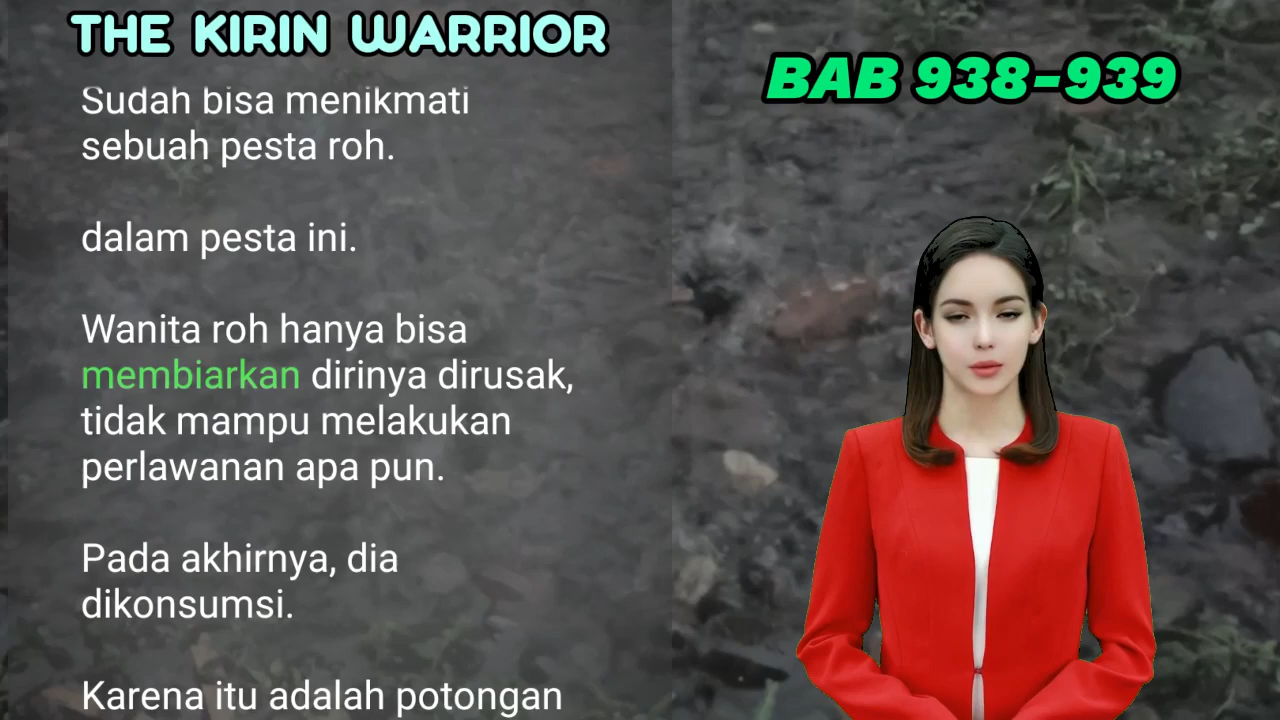 THE KIRIN WARRIOR
BAB 938-939
Sudah bisa menikmati
sebuah pesta roh.
dalam pesta ini.
Wanita roh hanya bisa
membiarkan dirinya dirusak,
tidak mampu melakukan
perlawanan apa pun.
Pada akhirnya, dia
dikonsumsi.
Karena itu adalah potongan